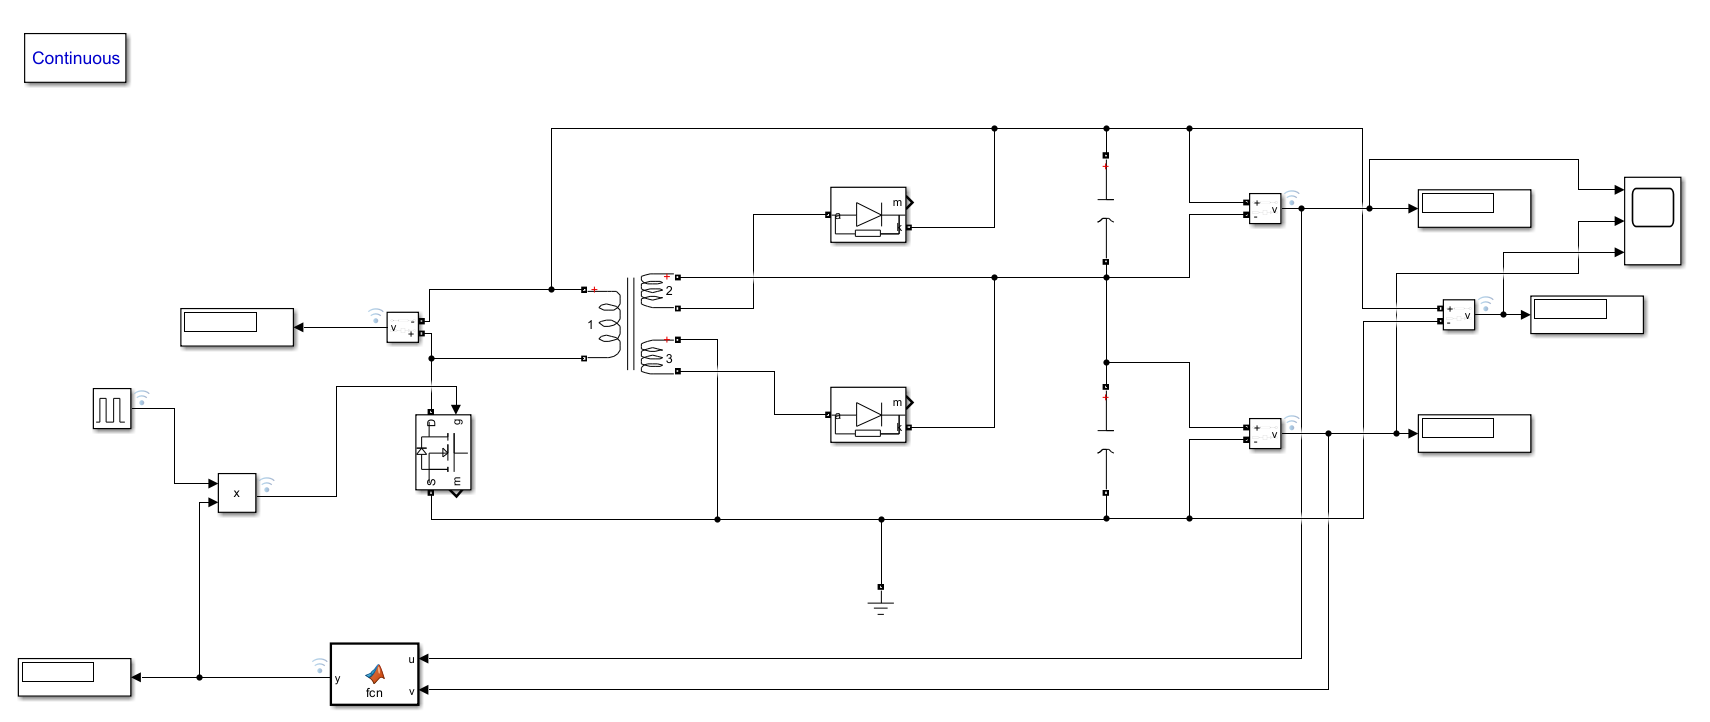 Continuous
m
a
k
+
-
v
+
2
+
1
+
3
-
v
+
+
-
v
+
m
a
k
D
g
S
m
+
+
-
v
x
u
y
fcn
v